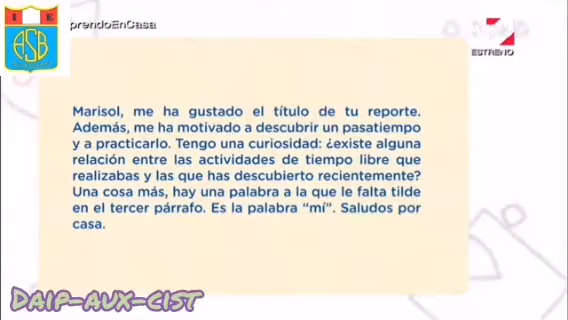 I E
ASB
prendoEnCasa
ESTRENO
Marisol, me ha gustado el título de tu reporte.
Además, me ha motivado a descubrir un pasatiempo
y a practicarlo. Tengo una curiosidad: ¿existe alguna
relación entre las actividades de tiempo libre que
realizabas y las que has descubierto recientemente?
Una cosa más, hay una palabra a la que le falta tilde
en el tercer párrafo. Es la palabra “mí”. Saludos por
casa.
Daip-aux-cist